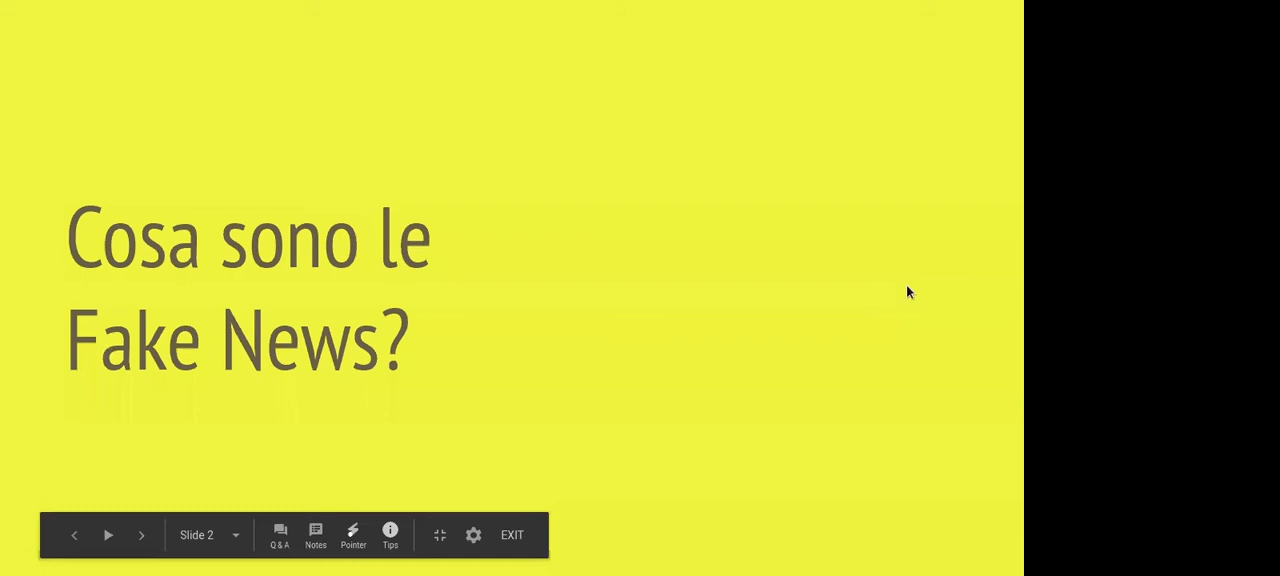 Cosa sono le
Fake News?
Slide 2
Q & A
Notes
Pointer
Tips
EXIT